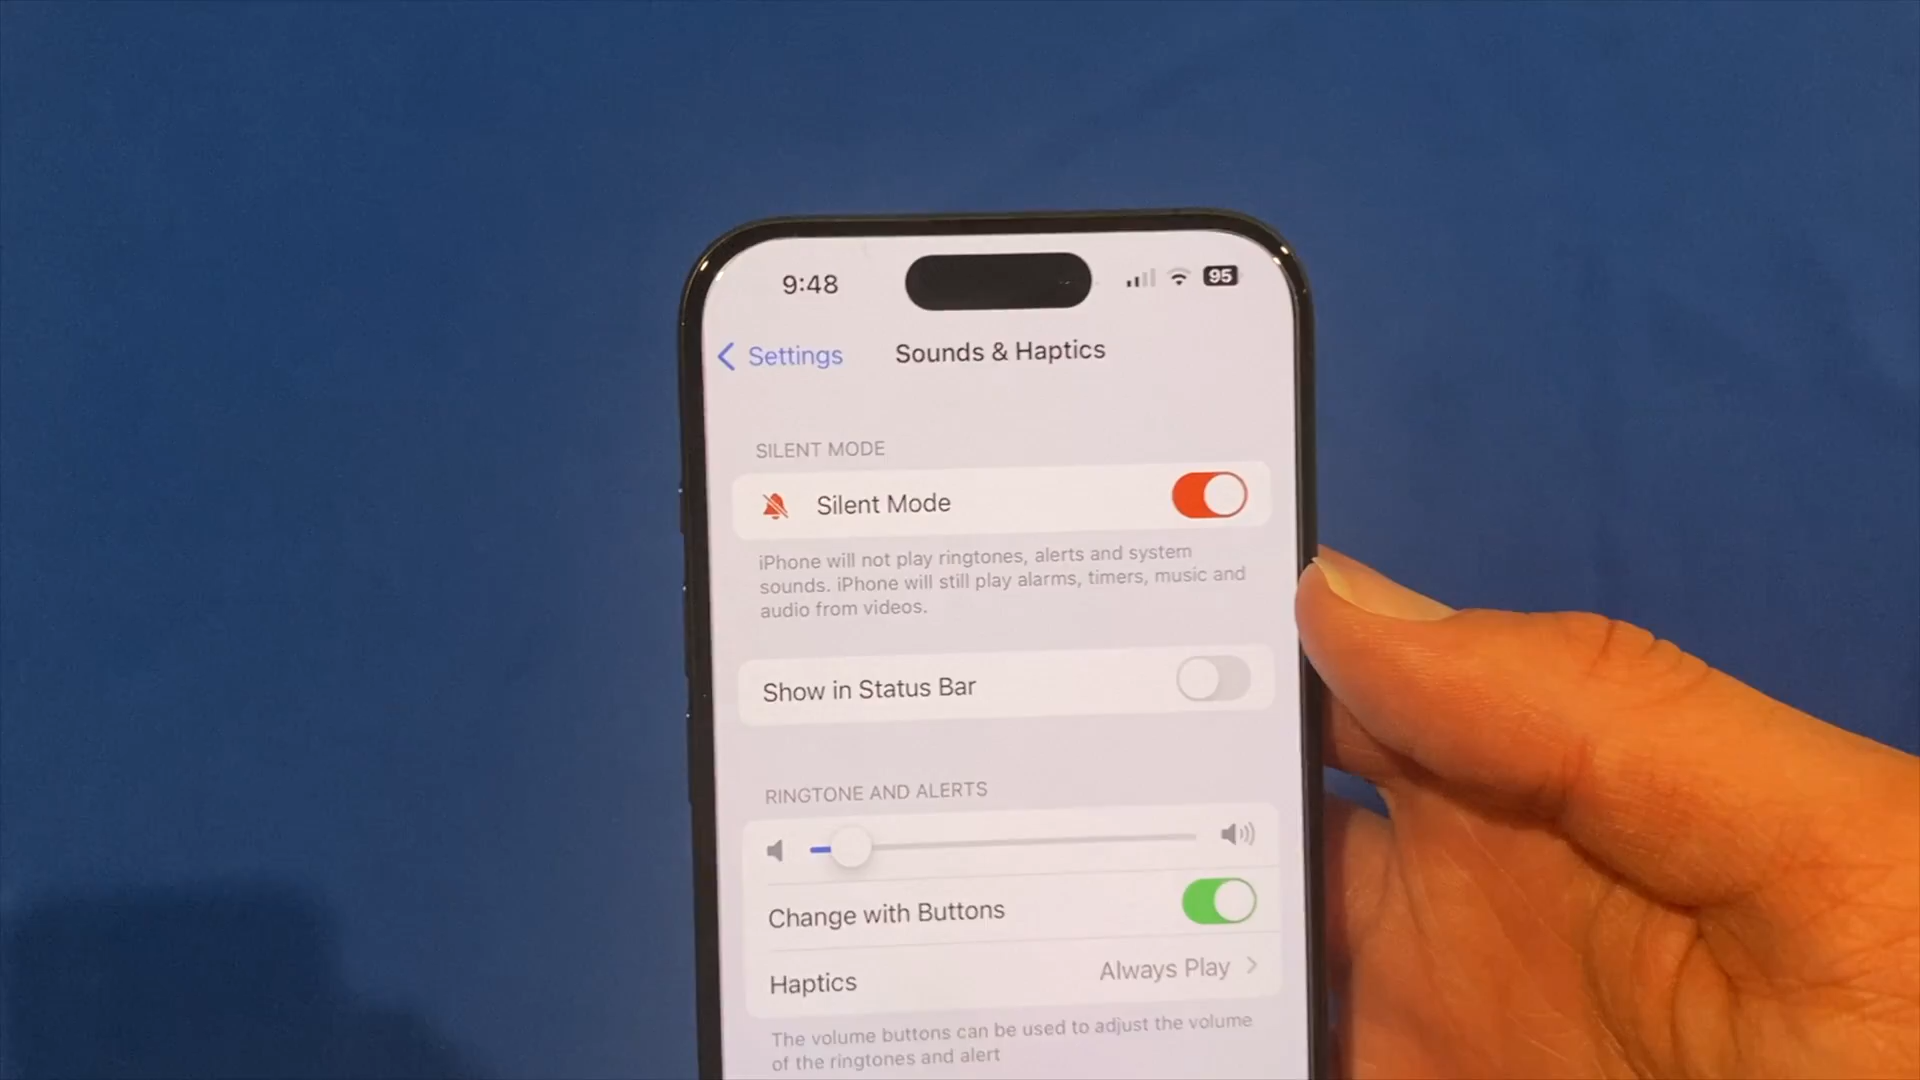 9:48
95
Settings
Sounds & Haptics
SILENT MODE
Silent Mode
iPhone will not play ringtones, alerts and system
sounds. iPhone will still play alarms, timers, music and
audio from videos.
Show in Status Bar
RINGTONE AND ALERTS
Change with Buttons
Haptics
Always Play
The volume buttons can be used to adjust the volume
of the ringtones and alert